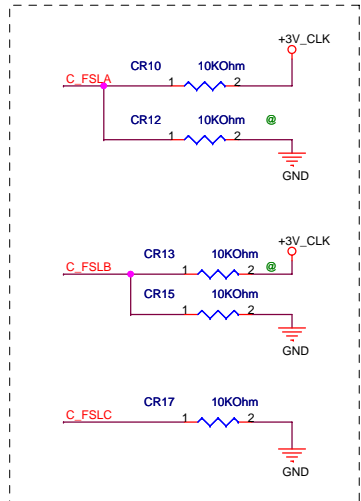 +3V_CLK
CR10 10KOhm
C_FSLA 1 2
CR12 10KOhm @
1 2
GND
+3V_CLK
CR13 10KOhm
C_FSLB 1 2 @
CR15 10KOhm
1 2
GND
CR17 10KOhm
C_FSLC 1 2
GND